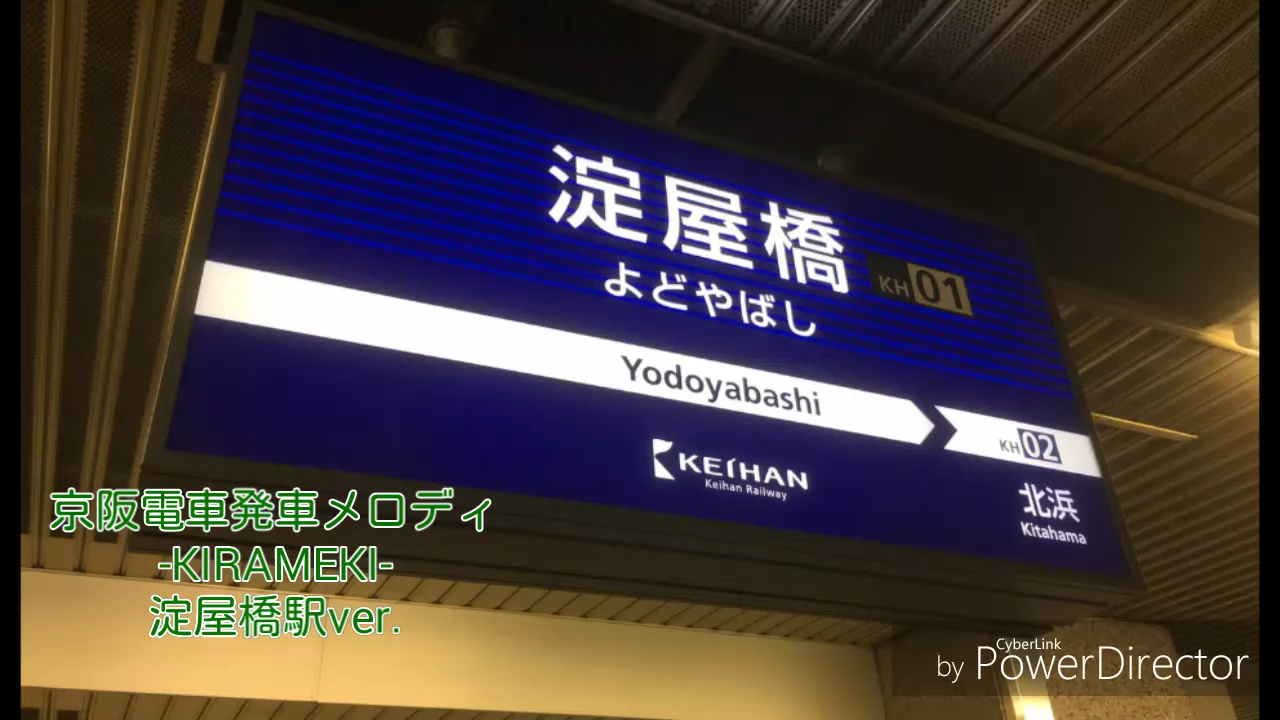 淀屋橋
KH 01
よどやばし
Yodoyabashi
KH 02
KEIHAN
Keihan Railway
北浜
Kitahama
京阪電車発車メロディ
-KIRAMEKI-
淀屋橋駅ver.
CyberLink
by PowerDirector